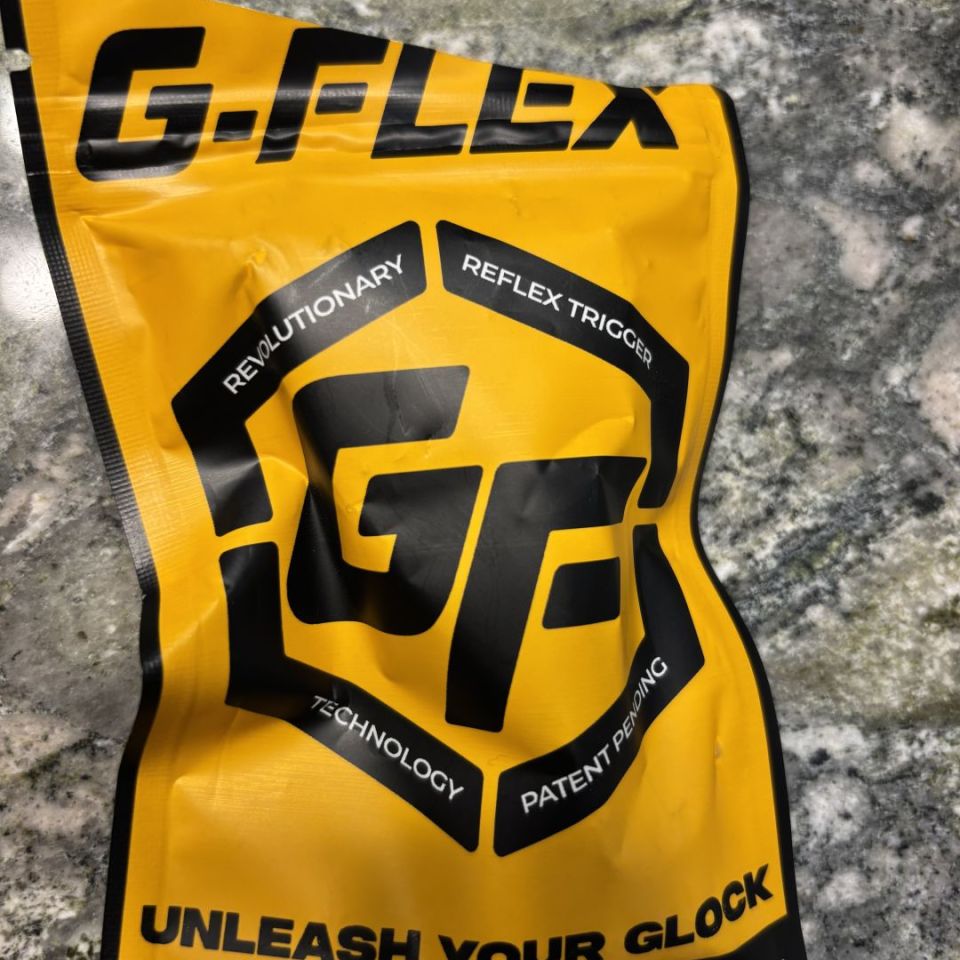 G-FLEX
REVOLUTIONARY
REFLEX TRIGGER
GF
TECHNOLOGY
PATENT PENDING
UNLEASH YOUR GLOCK